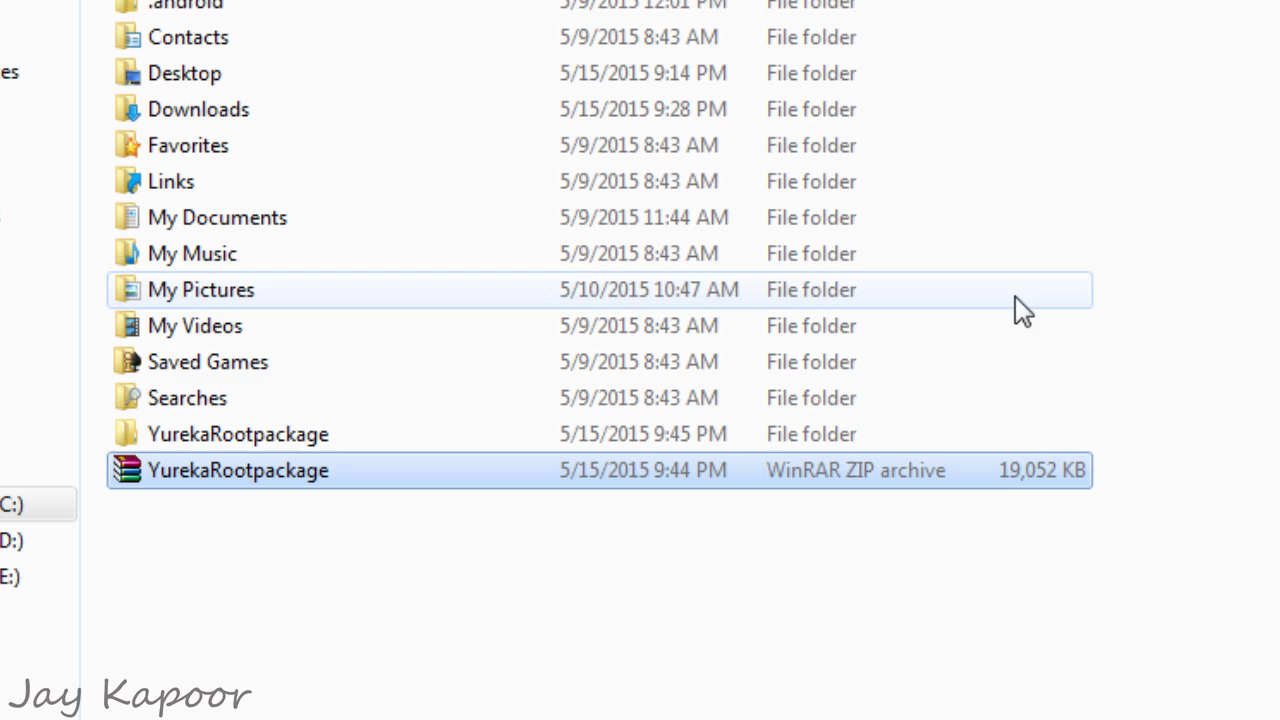 .android 5/9/2015 12:01 PM File folder
Contacts 5/9/2015 8:43 AM File folder
es Desktop 5/15/2015 9:14 PM File folder
Downloads 5/15/2015 9:28 PM File folder
Favorites 5/9/2015 8:43 AM File folder
Links 5/9/2015 8:43 AM File folder
My Documents 5/9/2015 11:44 AM File folder
My Music 5/9/2015 8:43 AM File folder
My Pictures 5/10/2015 10:47 AM File folder
My Videos 5/9/2015 8:43 AM File folder
Saved Games 5/9/2015 8:43 AM File folder
Searches 5/9/2015 8:43 AM File folder
YurekaRootpackage 5/15/2015 9:45 PM File folder
YurekaRootpackage 5/15/2015 9:44 PM WinRAR ZIP archive 19,052 KB
C:)
D:)
E:)
Jay Kapoor